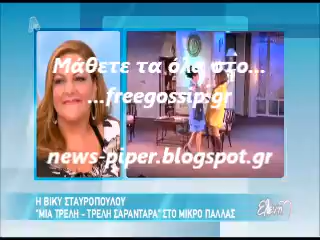 Μάθετε τα όλα στο...
...freegossip.gr
news-piper.blogspot.gr
Η ΒΙΚΥ ΣΤΑΥΡΟΠΟΥΛΟΥ
"ΜΙΑ ΤΡΕΛΗ - ΤΡΕΛΗ ΣΑΡΑΝΤΑΡΑ" ΣΤΟ ΜΙΚΡΟ ΠΑΛΛΑΣ
Ελένη